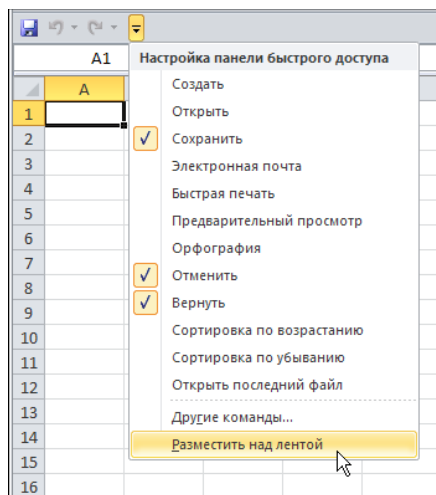 A1
Настройка панели быстрого доступа
A
Создать
1
Открыть
2
Сохранить
3
Электронная почта
4
Быстрая печать
5
Предварительный просмотр
6
Орфография
7
Отменить
8
Вернуть
9
Сортировка по возрастанию
10
Сортировка по убыванию
11
Открыть последний файл
12
Другие команды...
13
Разместить над лентой
14
15
16